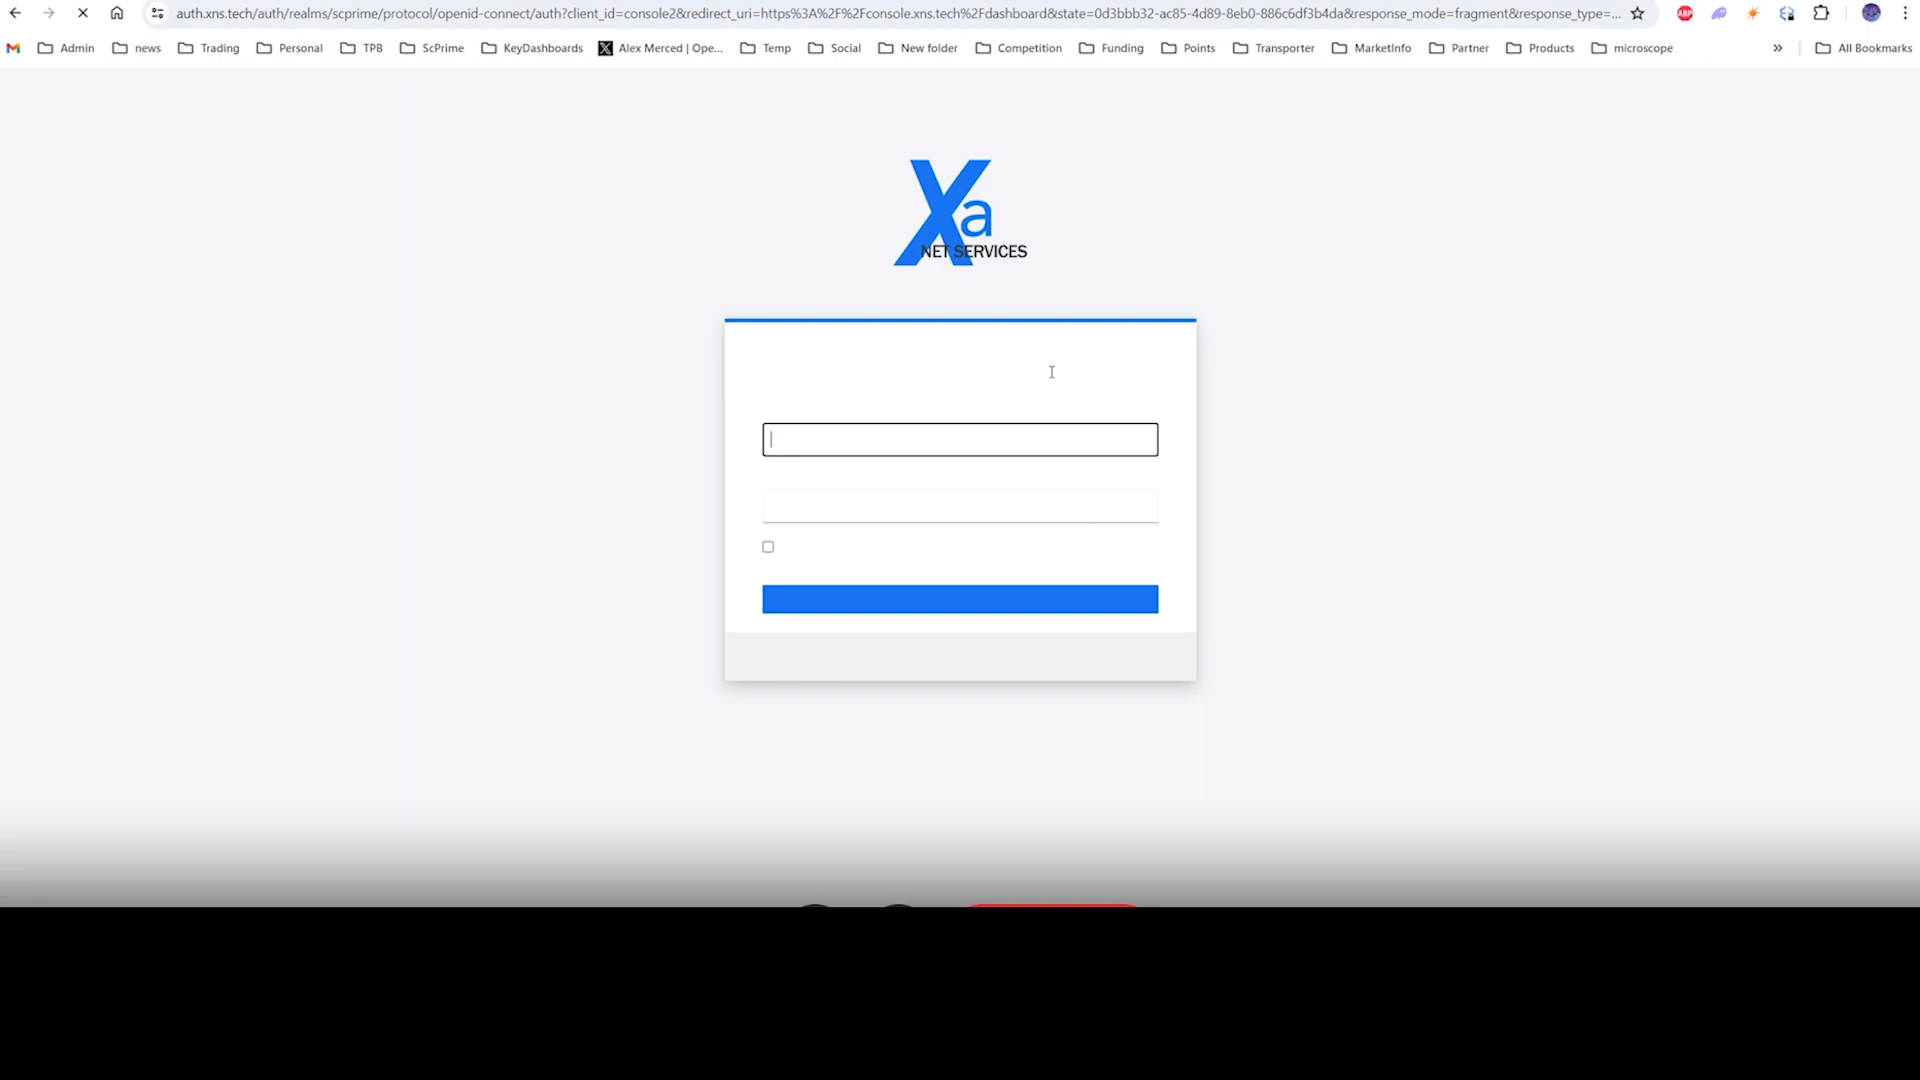 auth.xns.tech/auth/realms/scprime/protocol/openid-connect/auth?client_id=console2&redirect_uri=https%3A%2F%2Fconsole.xns.tech%2Fdashboard&state=0d3bbb32-ac85-4d89-8eb0-886c6df3b4da&response_mode=fragment&response_type=...
ABP
Admin news Trading Personal TPB ScPrime KeyDashboards X Alex Merced | Ope... Temp Social New folder Competition Funding Points Transporter MarketInfo Partner Products microscope » All Bookmarks
Xa
NET SERVICES